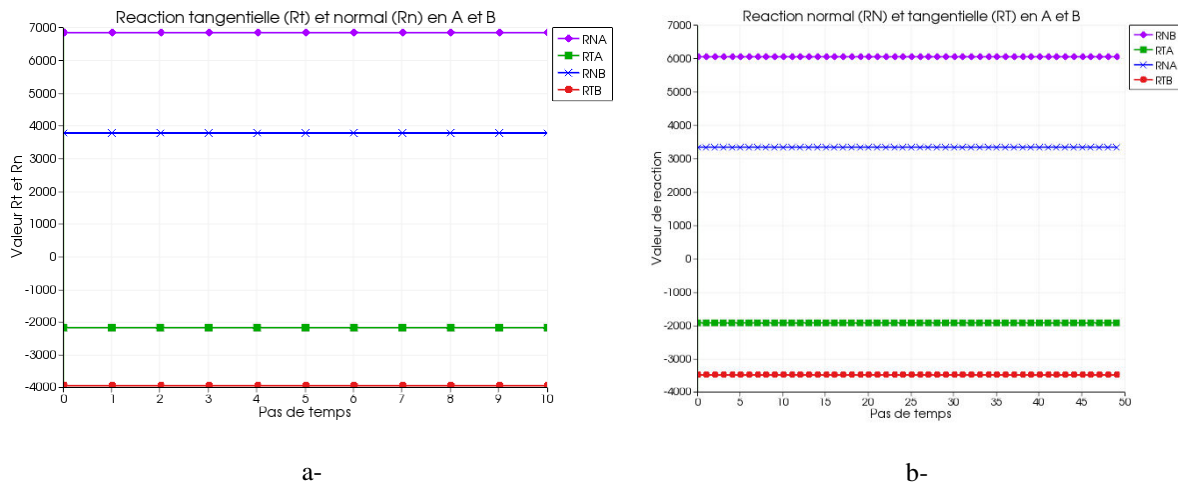 Reaction tangentielle (Rt) et normal (Rn) en A et B
7000
6000
5000
4000
3000
2000
1000
0
-1000
-2000
-3000
-4000
Valeur Rt et Rn
0 1 2 3 4 5 6 7 8 9 10
Pas de temps
RNA
RTA
RNB
RTB
a-
Reaction normal (RN) et tangentielle (RT) en A et B
7000
6000
5000
4000
3000
2000
1000
0
-1000
-2000
-3000
-4000
Valeur de reaction
0 5 10 15 20 25 30 35 40 45 50
Pas de temps
RNB
RTA
RNA
RTB
b-